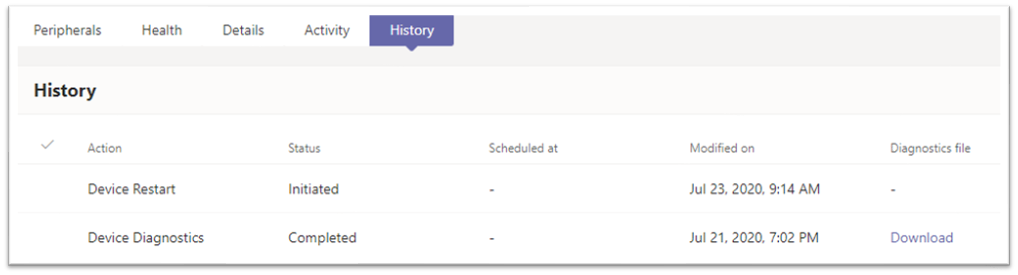 Peripherals Health Details Activity History
History
Action Status Scheduled at Modified on Diagnostics file
Device Restart Initiated - Jul 23, 2020, 9:14 AM -
Device Diagnostics Completed - Jul 21, 2020, 7:02 PM Download